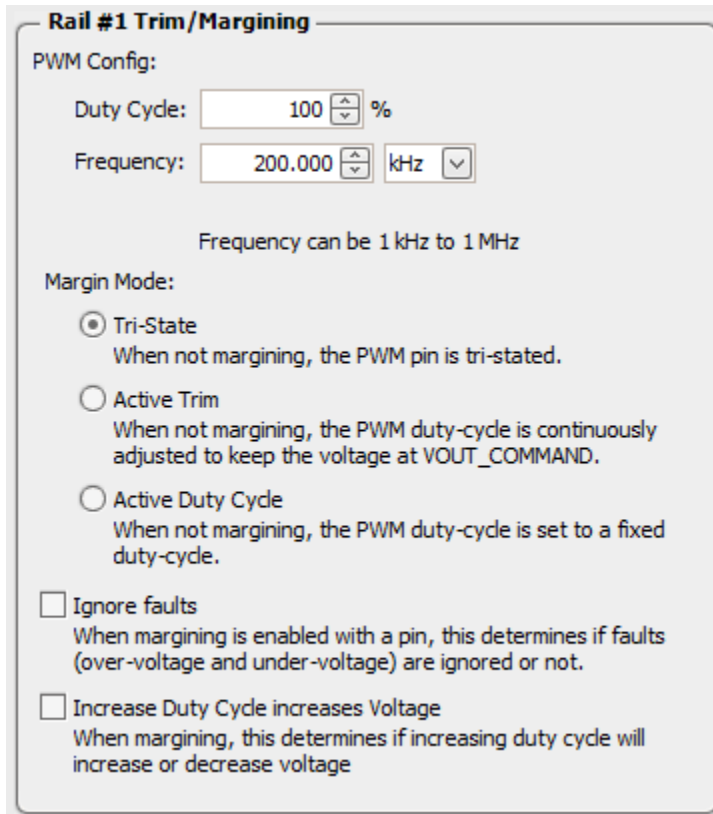 Rail #1 Trim/Margining
PWM Config:
Duty Cycle: 100 %
Frequency: 200.000 kHz
Frequency can be 1 kHz to 1 MHz
Margin Mode:
Tri-State
When not margining, the PWM pin is tri-stated.
Active Trim
When not margining, the PWM duty-cycle is continuously
adjusted to keep the voltage at VOUT_COMMAND.
Active Duty Cycle
When not margining, the PWM duty-cycle is set to a fixed
duty-cycle.
Ignore faults
When margining is enabled with a pin, this determines if faults
(over-voltage and under-voltage) are ignored or not.
Increase Duty Cycle increases Voltage
When margining, this determines if increasing duty cycle will
increase or decrease voltage